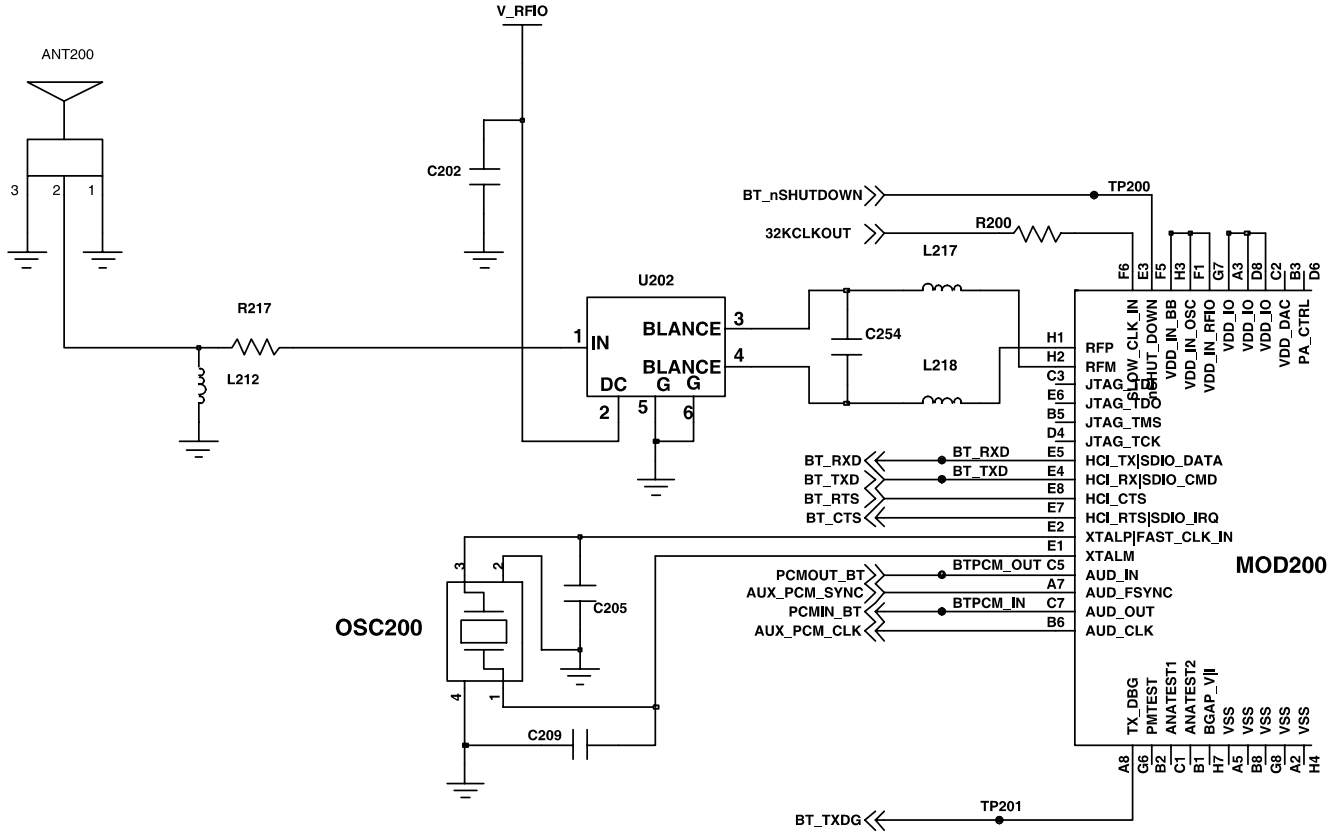 V_RFIO
ANT200
3 2 1
C202
BT_nSHUTDOWN
TP200
32KCLKOUT
R200
L217
U202
R217
L212
1 IN
BLANCE 3
BLANCE 4
DC G G
2 5 6
C254
L218
F6 E3 F5 H3 F1 G7 A3 D8 C2 B3 D6
SLOW_CLK_IN
nSHUT_DOWN
VDD_IN_BB
VDD_IN_OSC
VDD_IN_RFIO
VDD_IO
VDD_IO
VDD_IO
VDD_DAC
PA_CTRL
H1 RFP
H2 RFM
C3 JTAG_TDI
E6 JTAG_TDO
B5 JTAG_TMS
D4 JTAG_TCK
BT_RXD BT_RXD E5 HCI_TX|SDIO_DATA
BT_TXD BT_TXD E4 HCI_RX|SDIO_CMD
BT_RTS E8 HCI_CTS
BT_CTS E7 HCI_RTS|SDIO_IRQ
E2 XTALP|FAST_CLK_IN
E1 XTALM
MOD200
PCMOUT_BT BTPCM_OUT C5 AUD_IN
AUX_PCM_SYNC A7 AUD_FSYNC
PCMIN_BT BTPCM_IN C7 AUD_OUT
AUX_PCM_CLK B6 AUD_CLK
3 2
C205
OSC200
4 1
C209
TX_DBG
PMTEST
ANATEST1
ANATEST2
BGAP_V|I
VSS
VSS
VSS
VSS
VSS
A8 G6 B2 C1 B1 H7 A5 B8 G8 A2 H4
BT_TXDG
TP201